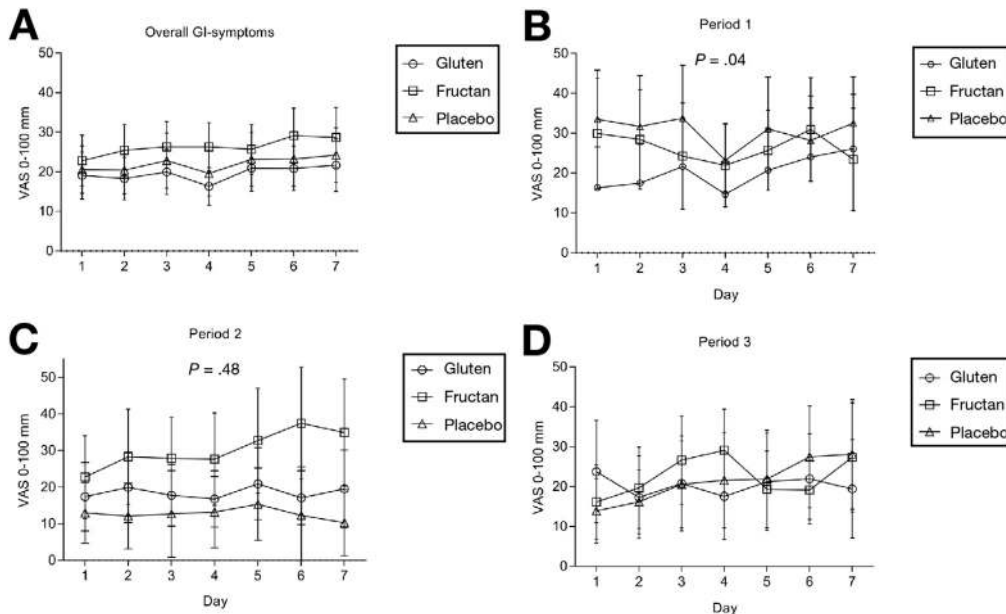 A
Overall GI-symptoms
50
40
30
20
10
0
VAS 0-100 mm
1 2 3 4 5 6 7
Gluten
Fructan
Placebo
B
Period 1
P = .04
50
40
30
20
10
0
VAS 0-100 mm
1 2 3 4 5 6 7
Day
Gluten
Fructan
Placebo
C
Period 2
P = .48
50
40
30
20
10
0
VAS 0-100 mm
1 2 3 4 5 6 7
Day
Gluten
Fructan
Placebo
D
Period 3
50
40
30
20
10
0
VAS 0-100 mm
1 2 3 4 5 6 7
Day
Gluten
Fructan
Placebo